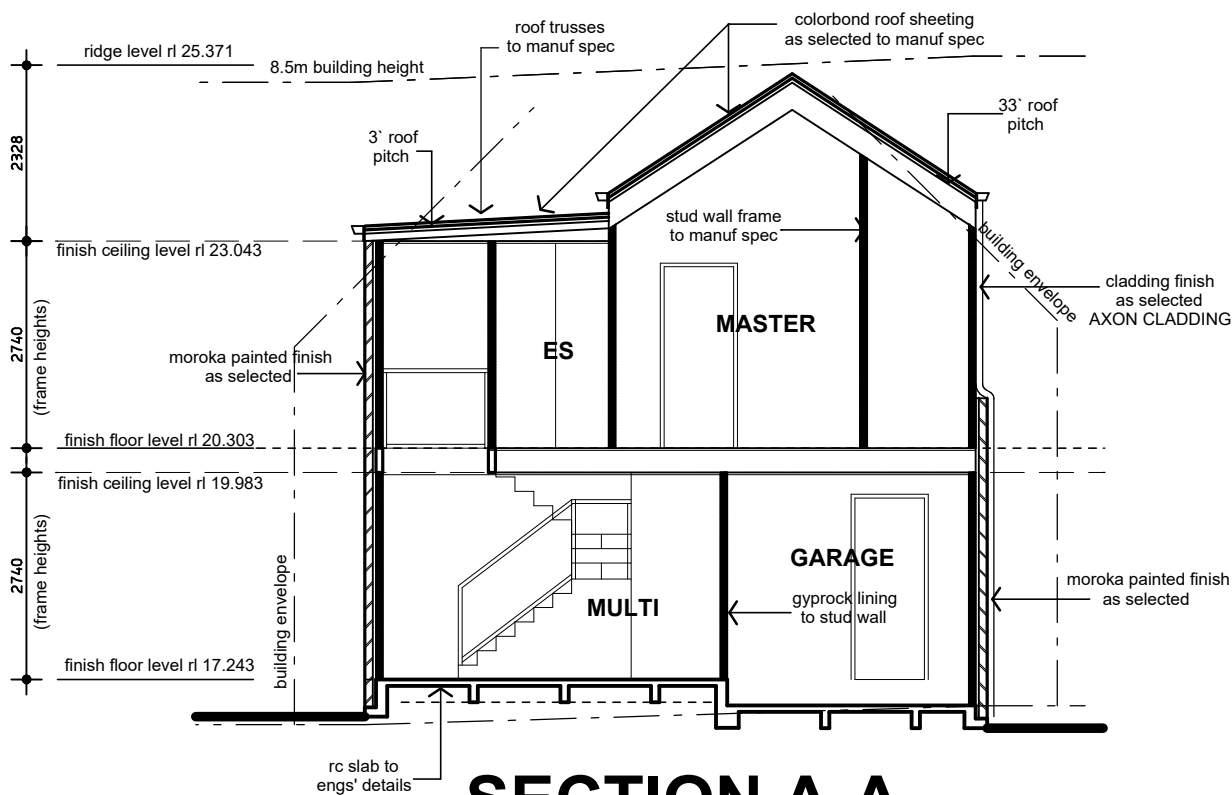 ridge level rl 25.371
8.5m building height
roof trusses
to manuf spec
colorbond roof sheeting
as selected to manuf spec
33` roof
pitch
3` roof
pitch
2328
stud wall frame
to manuf spec
finish ceiling level rl 23.043
building envelope
cladding finish
as selected
AXON CLADDING
MASTER
ES
2740
(frame heights)
moroka painted finish
as selected
finish floor level rl 20.303
finish ceiling level rl 19.983
2740
(frame heights)
building envelope
GARAGE
MULTI
gyprock lining
to stud wall
moroka painted finish
as selected
finish floor level rl 17.243
rc slab to
engs' details
SECTION A-A